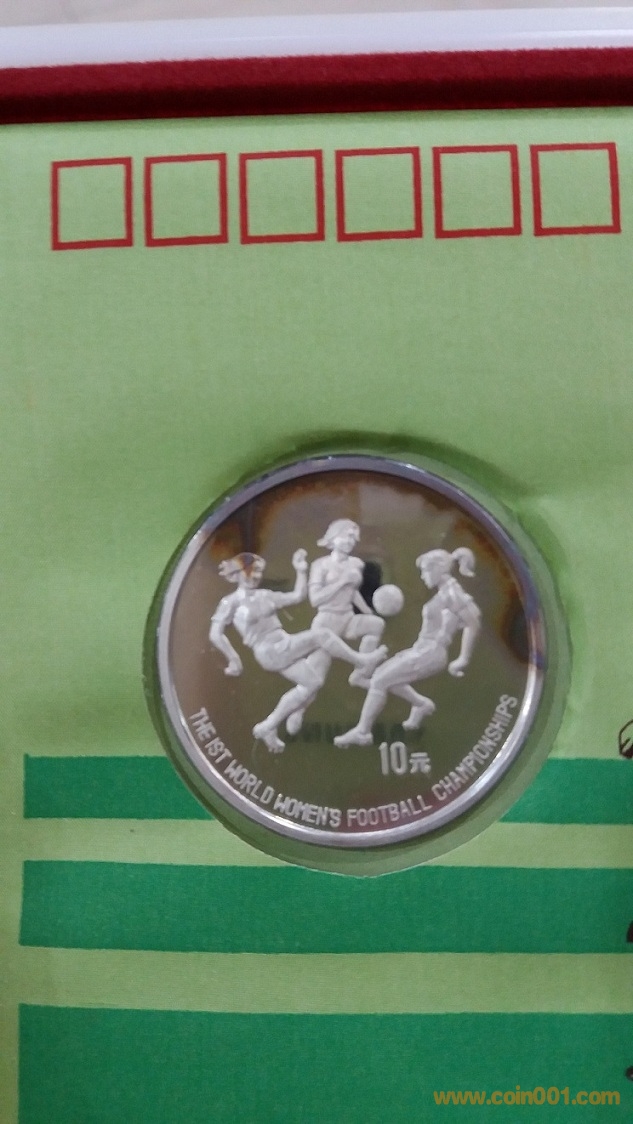 10元
THE 1ST WORLD WOMEN'S FOOTBALL CHAMPIONSHIPS
www.coin001.com